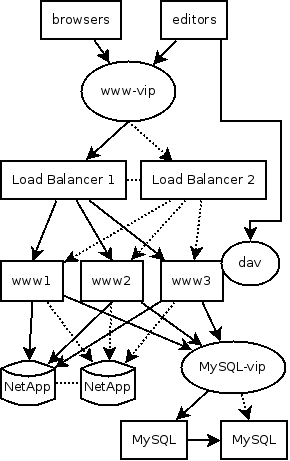 browsers
editors
www-vip
Load Balancer 1
Load Balancer 2
dav
www1
www2
www3
MySQL-vip
NetApp
NetApp
MySQL
MySQL